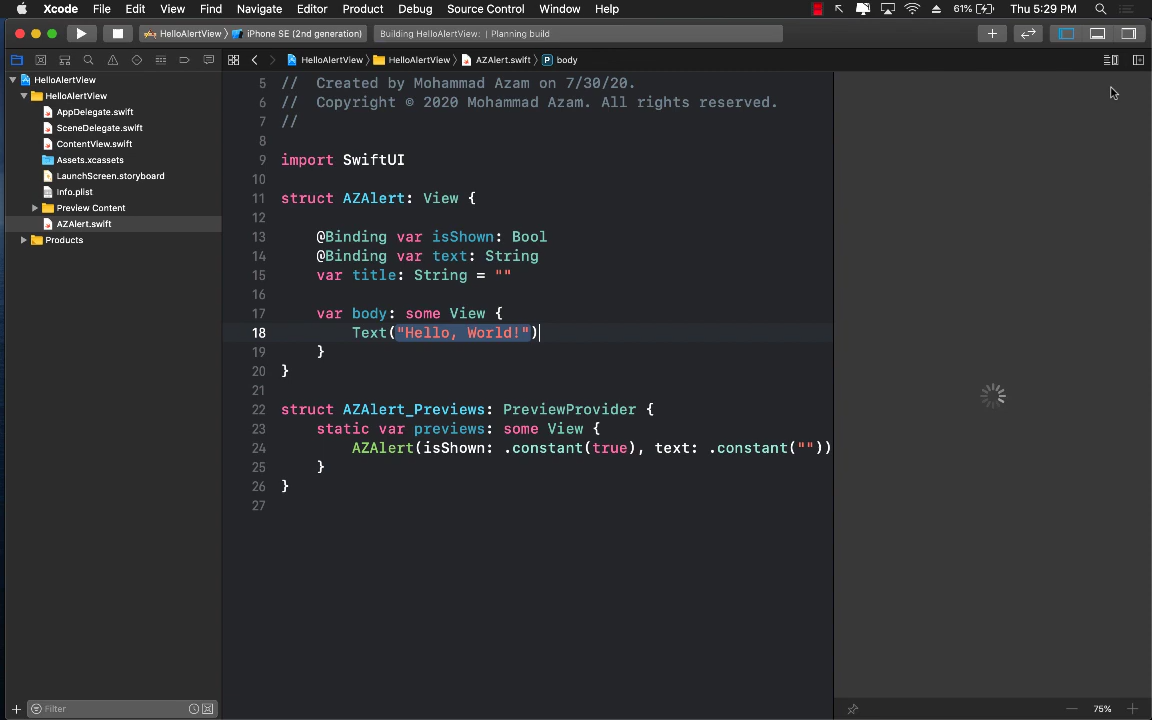 Xcode File Edit View Find Navigate Editor Product Debug Source Control Window Help 61% Thu 5:29 PM
HelloAlertView iPhone SE (2nd generation) Building HelloAlertView: | Planning build
HelloAlertView HelloAlertView AZAlert.swift P body
HelloAlertView
HelloAlertView
AppDelegate.swift
SceneDelegate.swift
ContentView.swift
Assets.xcassets
LaunchScreen.storyboard
Info.plist
Preview Content
AZAlert.swift
Products
5 // Created by Mohammad Azam on 7/30/20.
6 // Copyright © 2020 Mohammad Azam. All rights reserved.
7 //
8
9 import SwiftUI
10
11 struct AZAlert: View {
12
13 @Binding var isShown: Bool
14 @Binding var text: String
15 var title: String = ""
16
17 var body: some View {
18 Text("Hello, World!")
19 }
20 }
21
22 struct AZAlert_Previews: PreviewProvider {
23 static var previews: some View {
24 AZAlert(isShown: .constant(true), text: .constant(""))
25 }
26 }
27
Filter
75%